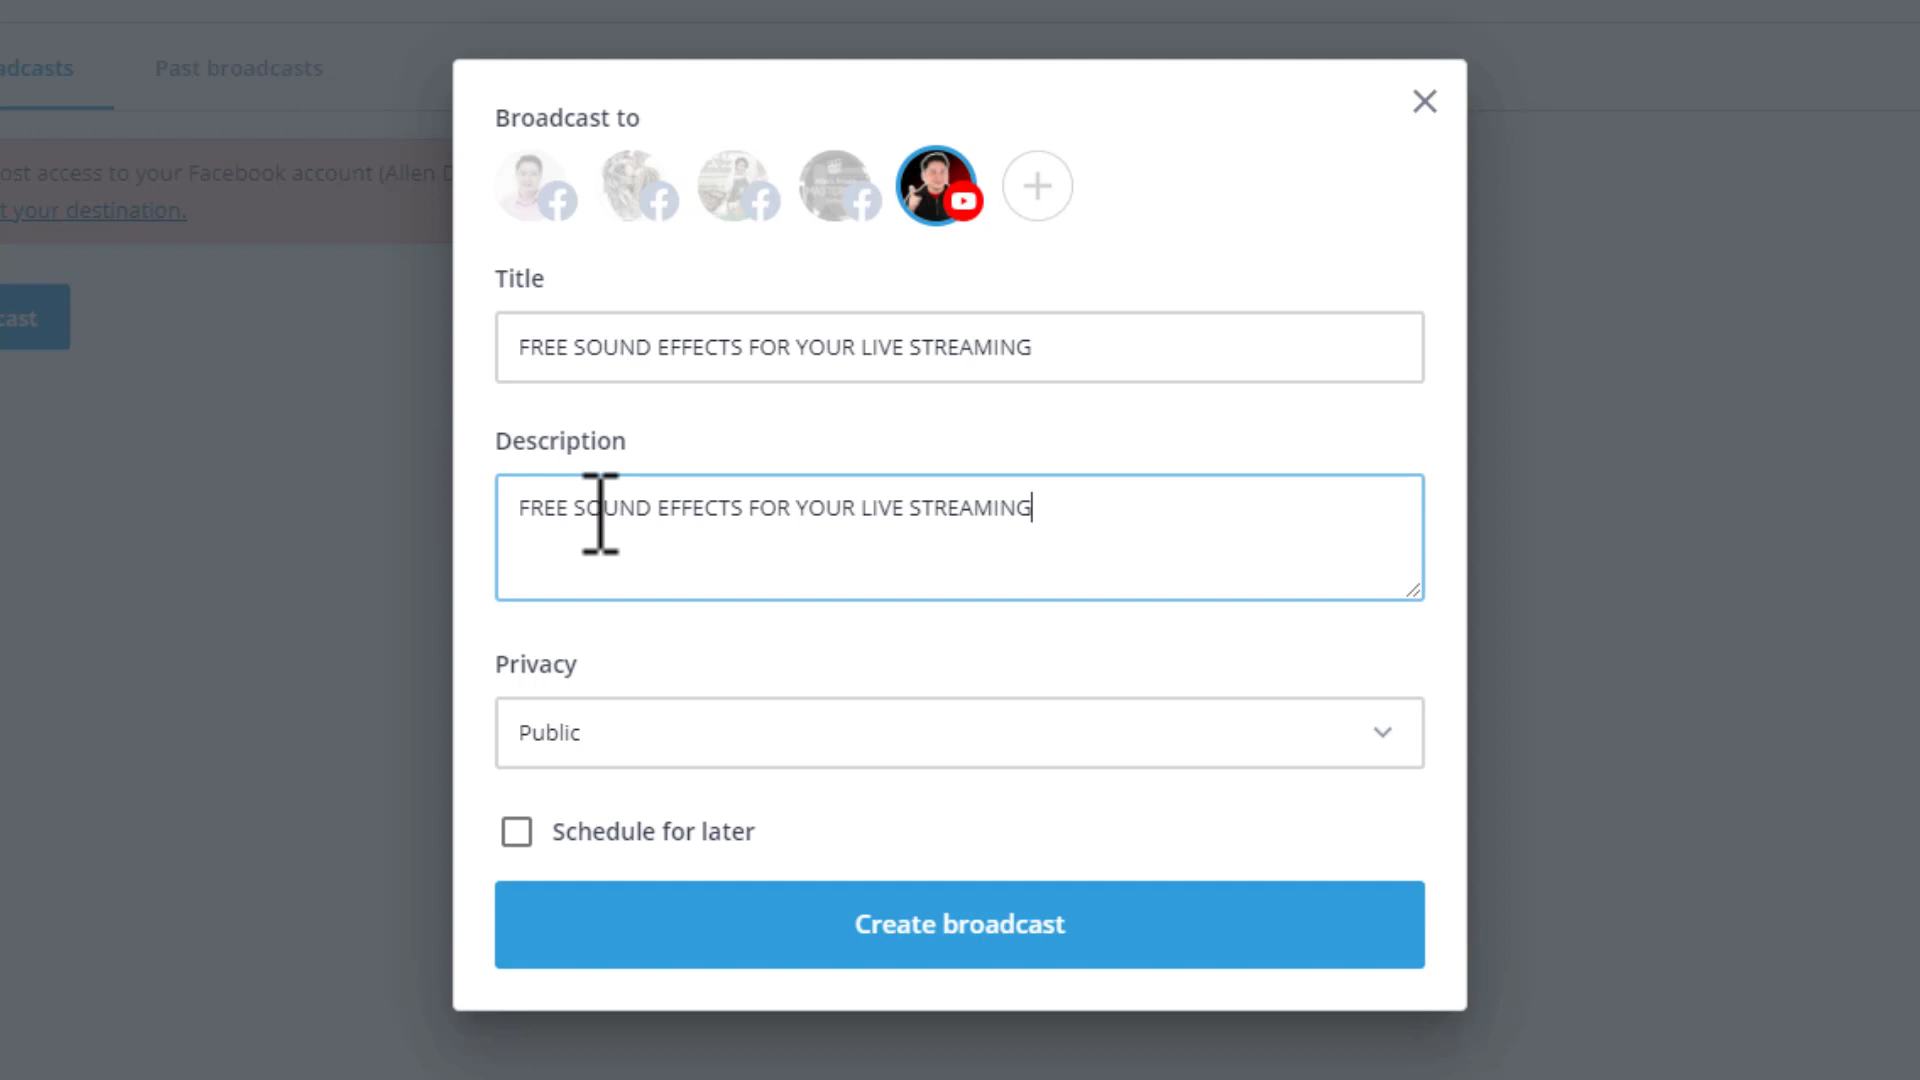 adcasts
Past broadcasts
ost access to your Facebook account (Allen D
t your destination.
cast
Broadcast to
Title
FREE SOUND EFFECTS FOR YOUR LIVE STREAMING
Description
FREE SOUND EFFECTS FOR YOUR LIVE STREAMING
Privacy
Public
Schedule for later
Create broadcast